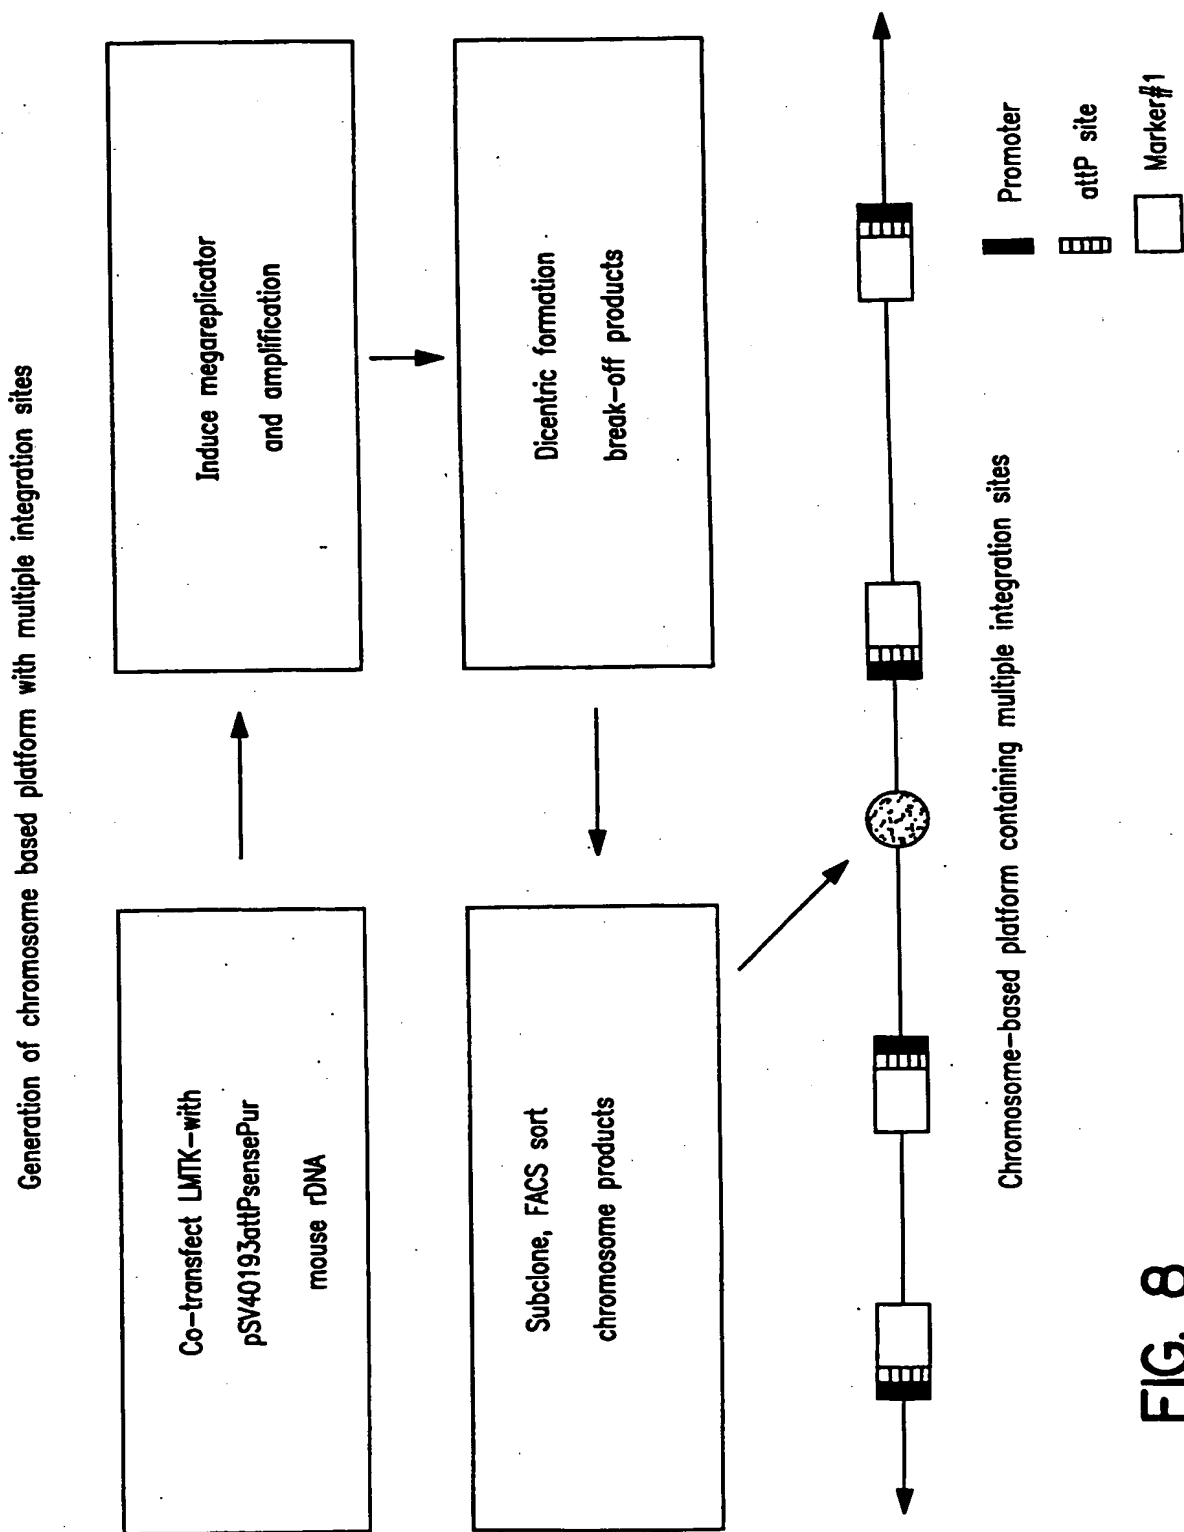 Generation of chromosome based platform with multiple integration sites
Co-transfect LMTK-with
pSV40193attPsensePur
mouse rDNA
Induce megareplicator
and amplification
Dicentric formation
break-off products
Subclone, FACS sort
chromosome products
Chromosome-based platform containing multiple integration sites
Promoter
attP site
Marker#1
FIG. 8